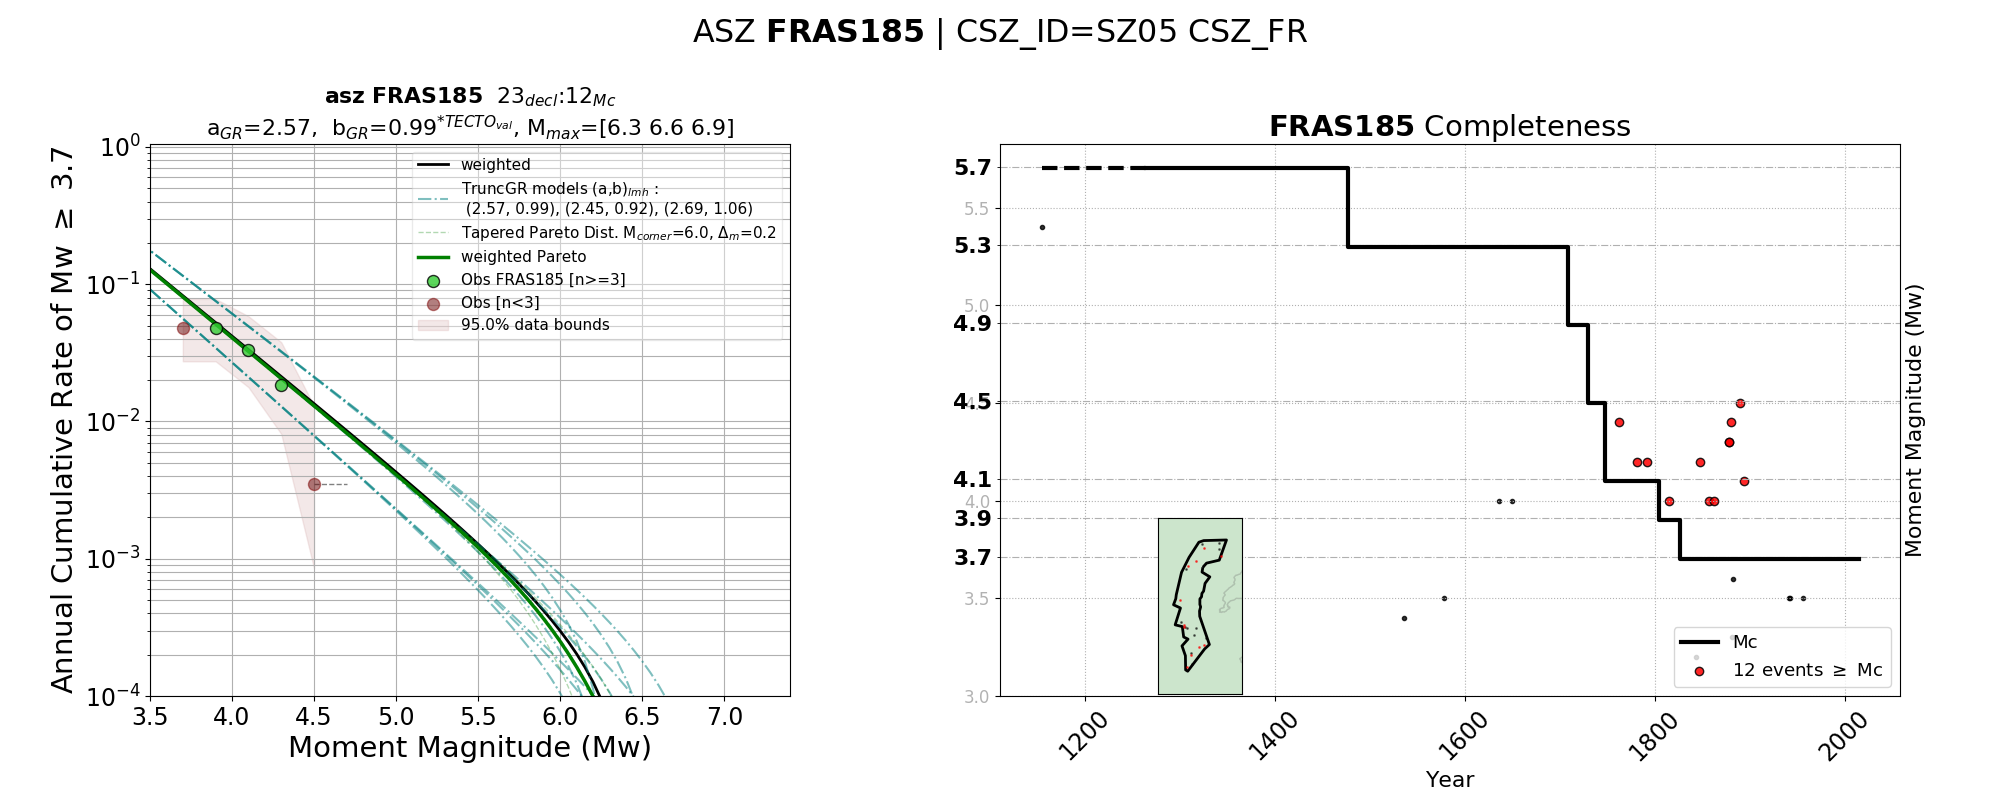 ASZ FRAS185 | CSZ_ID=SZ05 CSZ_FR
asz FRAS185 23decl:12Mc
aGR=2.57, bGR=0.99*TECTOval, Mmax=[6.3 6.6 6.9]
Annual Cumulative Rate of Mw ≥ 3.7
10^0
10^−1
10^−2
10^−3
10^−4
weighted
TruncGR models (a,b)lmh :
(2.57, 0.99), (2.45, 0.92), (2.69, 1.06)
Tapered Pareto Dist. Mcorner=6.0, Δm=0.2
weighted Pareto
Obs FRAS185 [n>=3]
Obs [n<3]
95.0% data bounds
3.5 4.0 4.5 5.0 5.5 6.0 6.5 7.0
Moment Magnitude (Mw)
FRAS185 Completeness
5.7
5.5
5.3
5.0
4.9
4.5
4.1
4.0
3.9
3.7
3.5
3.0
Moment Magnitude (Mw)
Mc
12 events ≥ Mc
1200 1400 1600 1800 2000
Year